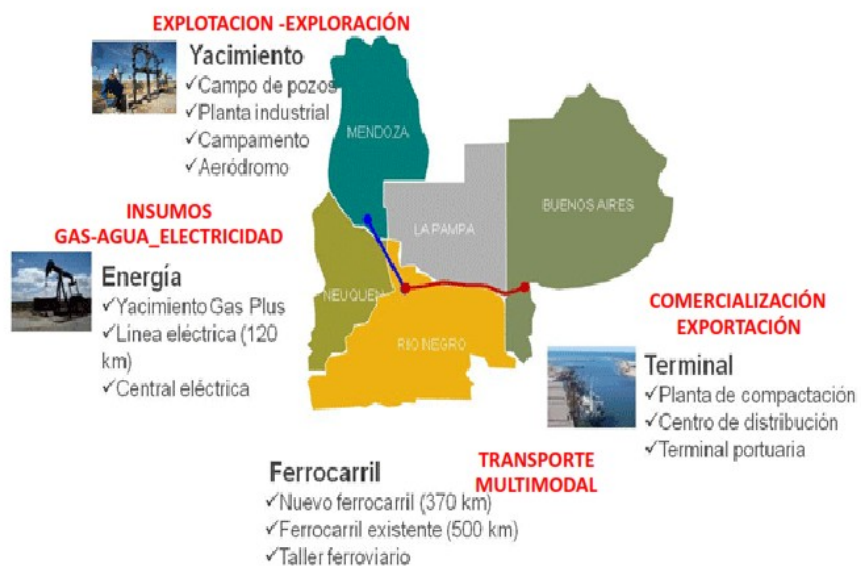 EXPLOTACION -EXPLORACIÓN
Yacimiento
✓Campo de pozos
✓Planta industrial
✓Campamento
✓Aeródromo
MENDOZA
LA PAMPA
BUENOS AIRES
INSUMOS
GAS-AGUA_ELECTRICIDAD
Energía
✓Yacimiento Gas Plus
✓Linea eléctrica (120
km)
✓Central eléctrica
NEUQUEN
RIO NEGRO
COMERCIALIZACIÓN
EXPORTACIÓN
Terminal
✓Planta de compactación
✓Centro de distribución
✓Terminal portuaria
TRANSPORTE
MULTIMODAL
Ferrocarril
✓Nuevo ferrocarril (370 km)
✓Ferrocarril existente (500 km)
✓Taller ferroviario